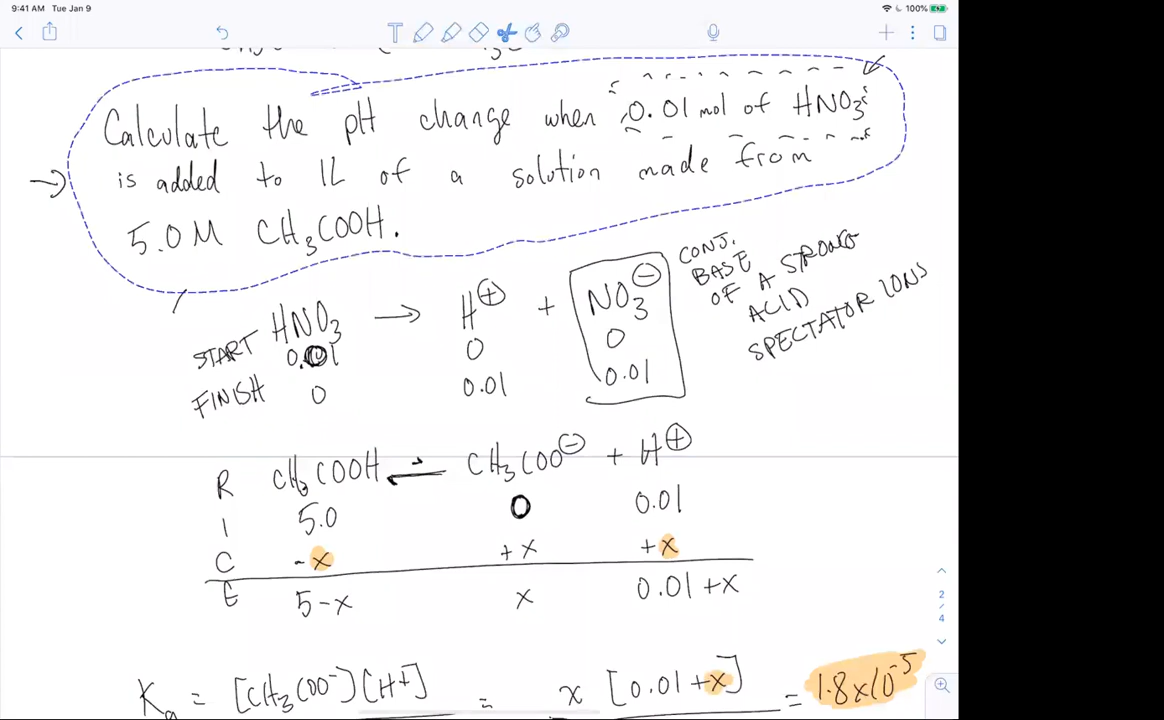 9:41 AM Tue Jan 9
100%
Calculate the pH change when 0.01 mol of HNO3
is added to 1L of a solution made from
5.0 M CH3COOH.
HNO3 → H⊕ + NO3⊖
START 0.01 0 0
FINISH 0 0.01 0.01
CONJ.
BASE
OF A STRONG
ACID
SPECTATOR IONS
R CH3COOH ⇌ CH3COO⊖ + H⊕
I 5.0 0 0.01
C -x +x +x
E 5-x x 0.01+x
Ka = [CH3COO-][H+] = x [0.01+x] = 1.8x10-5
2
/
4